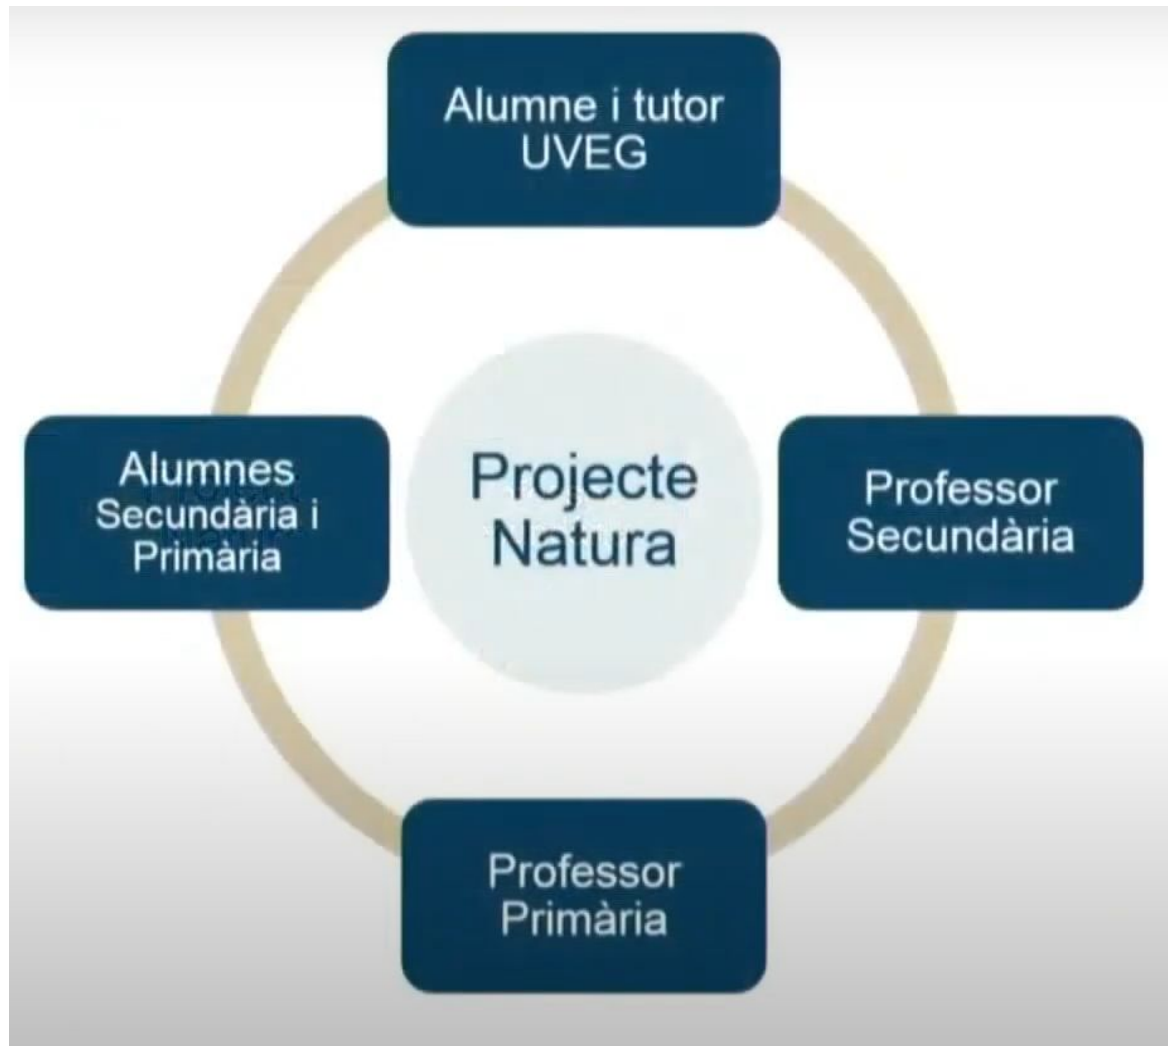 Alumne i tutor
UVEG
Projecte
Natura
Alumnes
Secundària i
Primària
Professor
Secundària
Professor
Primària